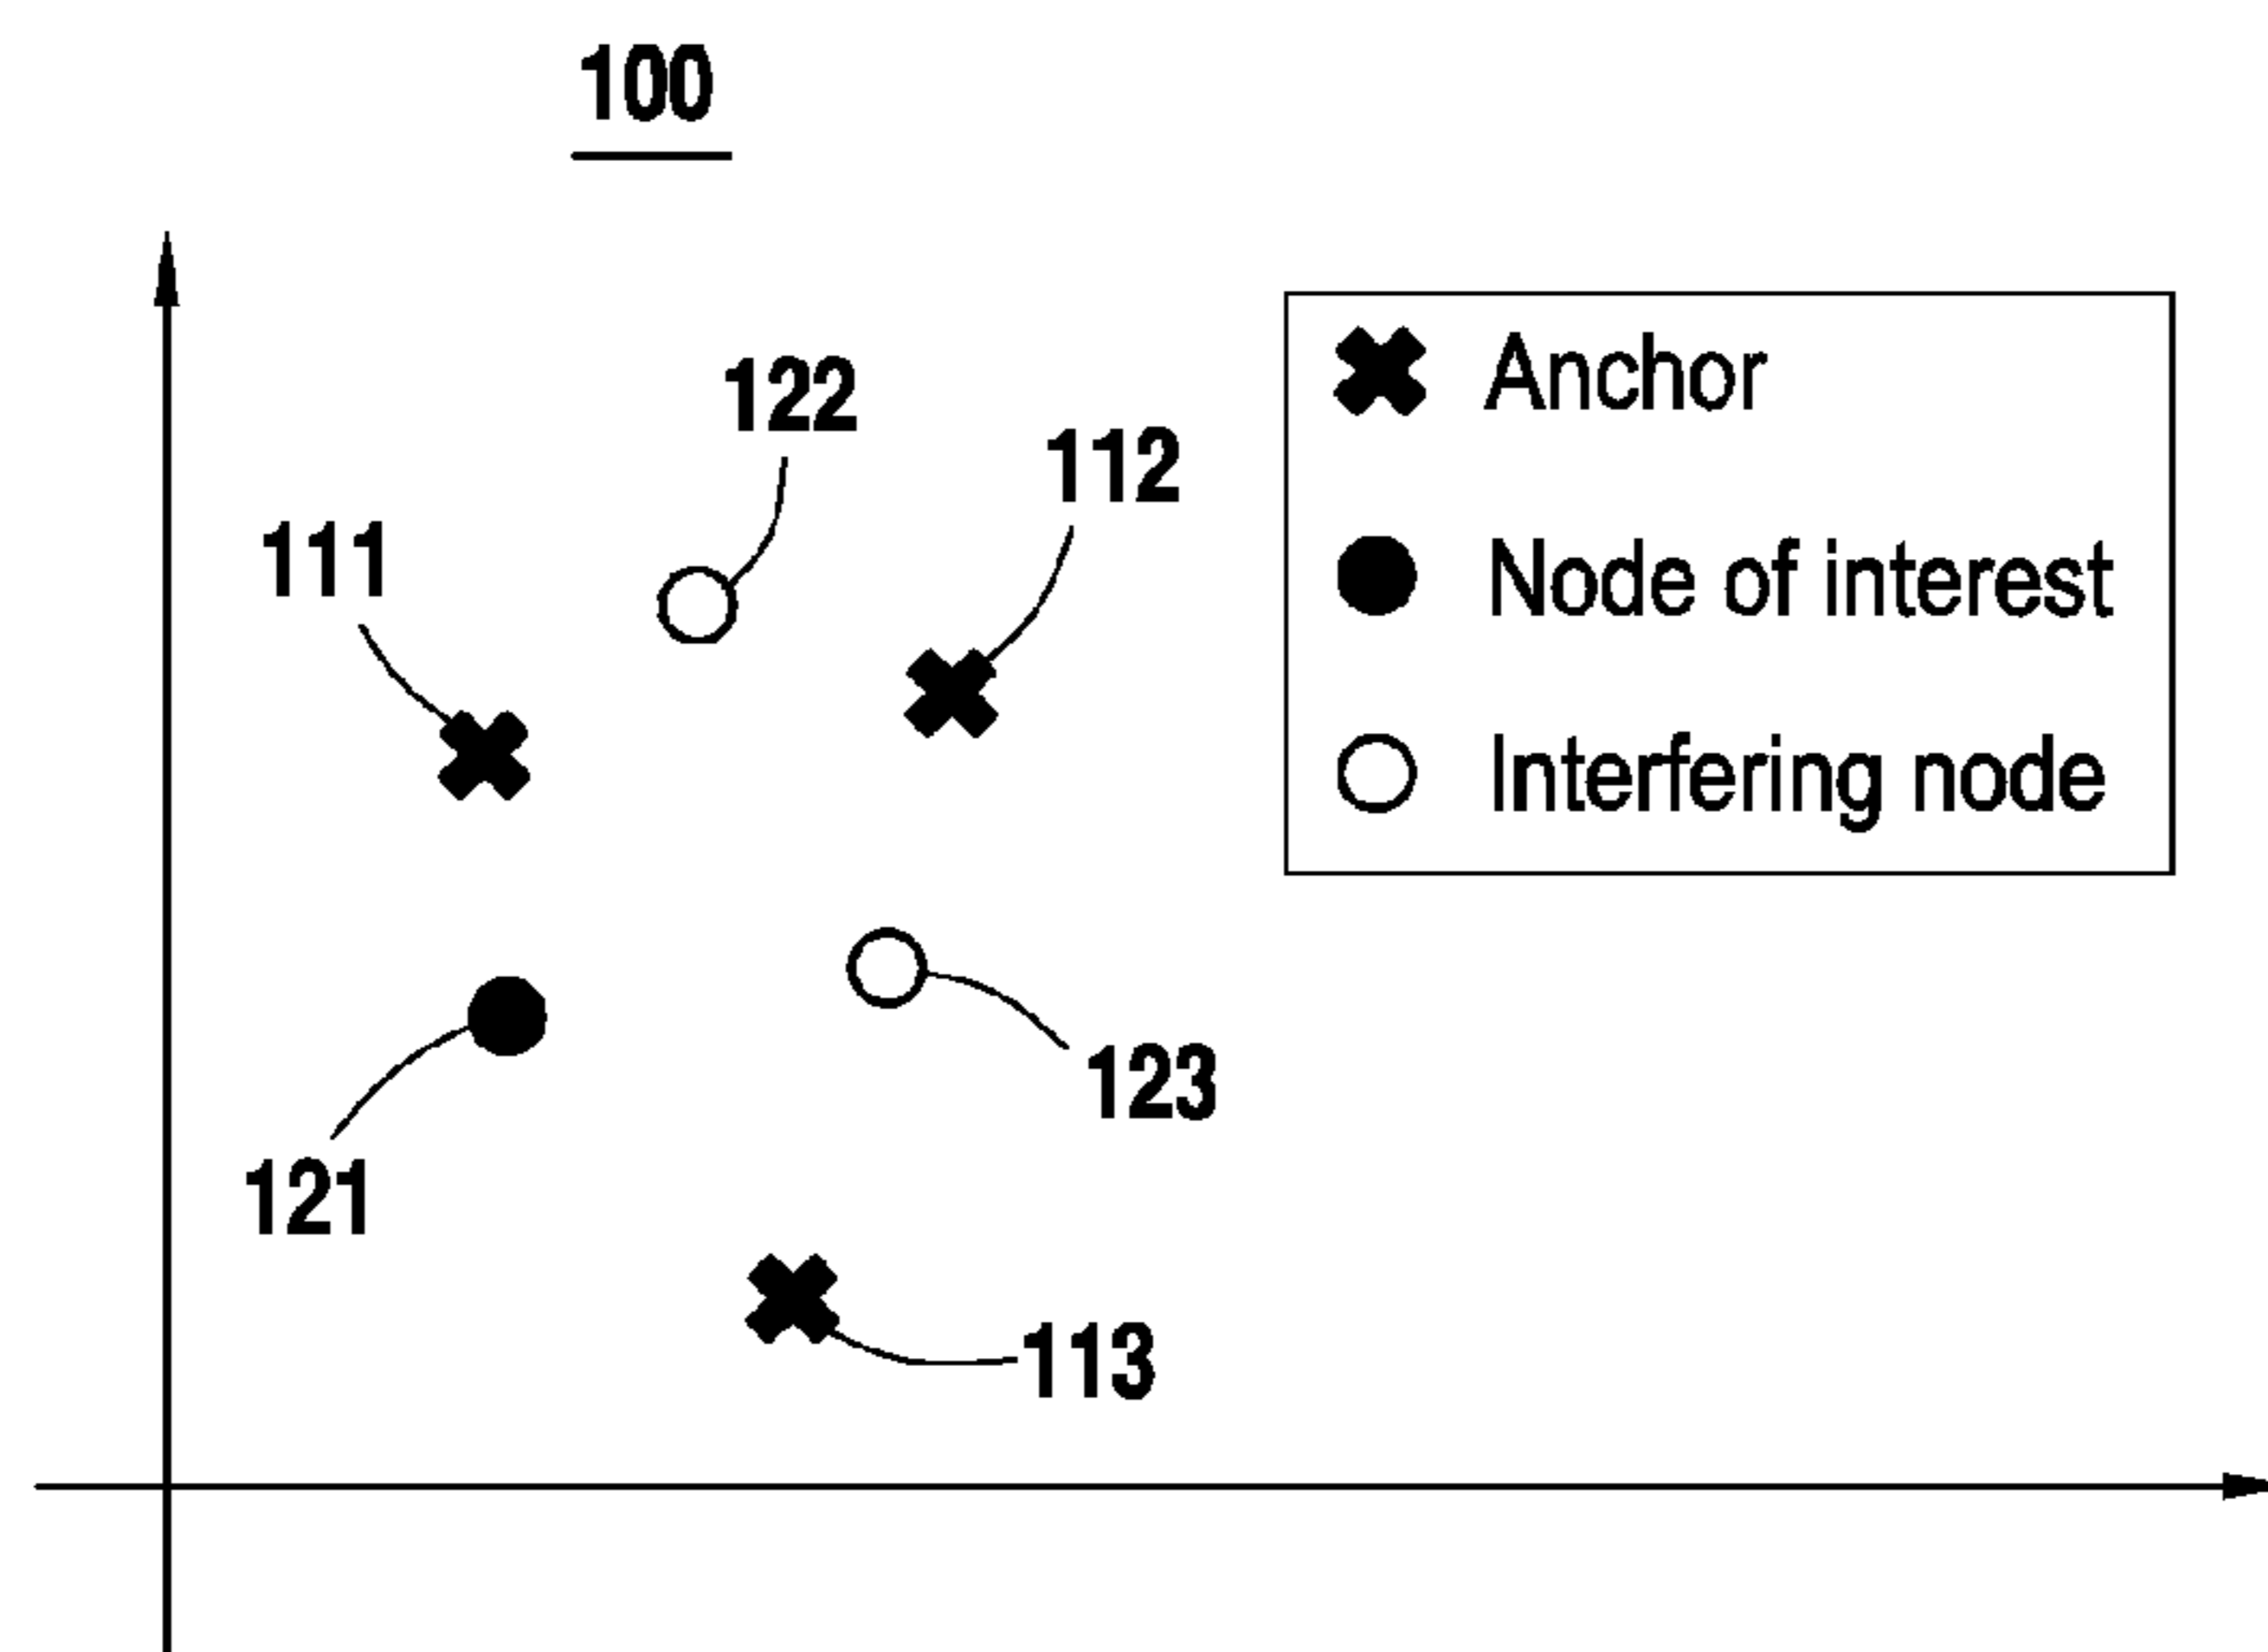 100
122
112
Anchor
111
Node of interest
Interfering node
123
121
113